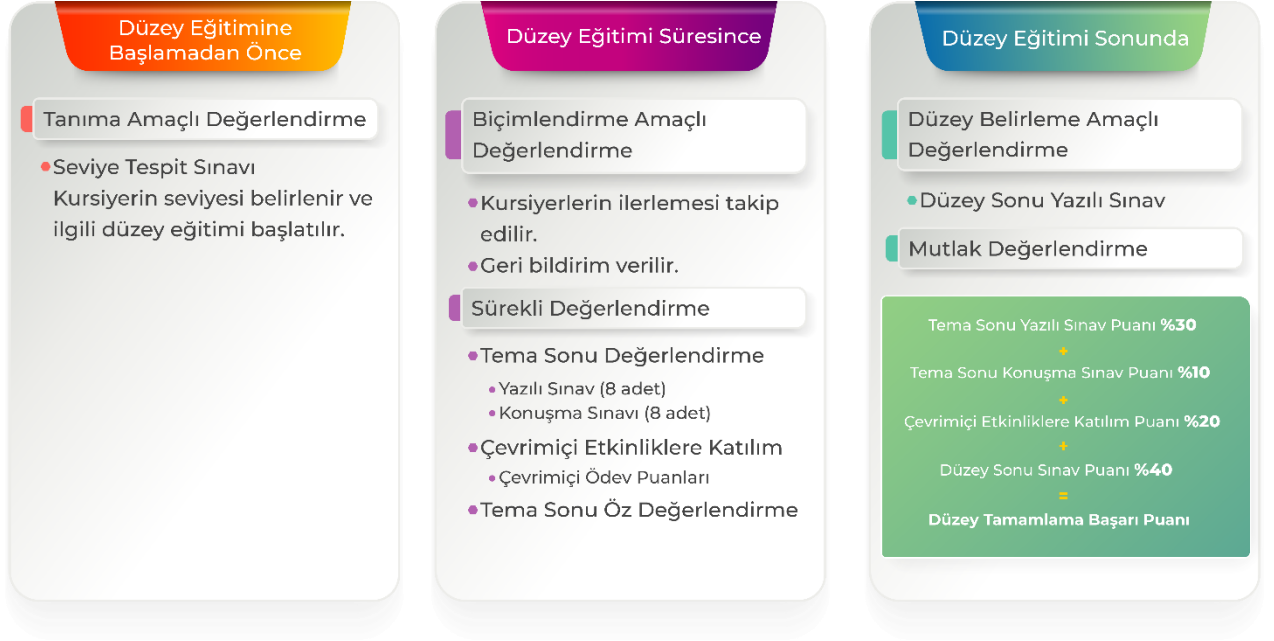 Düzey Eğitimine
Başlamadan Önce
Tanıma Amaçlı Değerlendirme
Seviye Tespit Sınavı
Kursiyerin seviyesi belirlenir ve
ilgili düzey eğitimi başlatılır.
Düzey Eğitimi Süresince
Biçimlendirme Amaçlı
Değerlendirme
Kursiyerlerin ilerlemesi takip
edilir.
Geri bildirim verilir.
Sürekli Değerlendirme
Tema Sonu Değerlendirme
Yazılı Sınav (8 adet)
Konuşma Sınavı (8 adet)
Çevrimiçi Etkinliklere Katılım
Çevrimiçi Ödev Puanları
Tema Sonu Öz Değerlendirme
Düzey Eğitimi Sonunda
Düzey Belirleme Amaçlı
Değerlendirme
Düzey Sonu Yazılı Sınav
Mutlak Değerlendirme
Tema Sonu Yazılı Sınav Puanı %30
+
Tema Sonu Konuşma Sınav Puanı %10
+
Çevrimiçi Etkinliklere Katılım Puanı %20
+
Düzey Sonu Sınav Puanı %40
=
Düzey Tamamlama Başarı Puanı